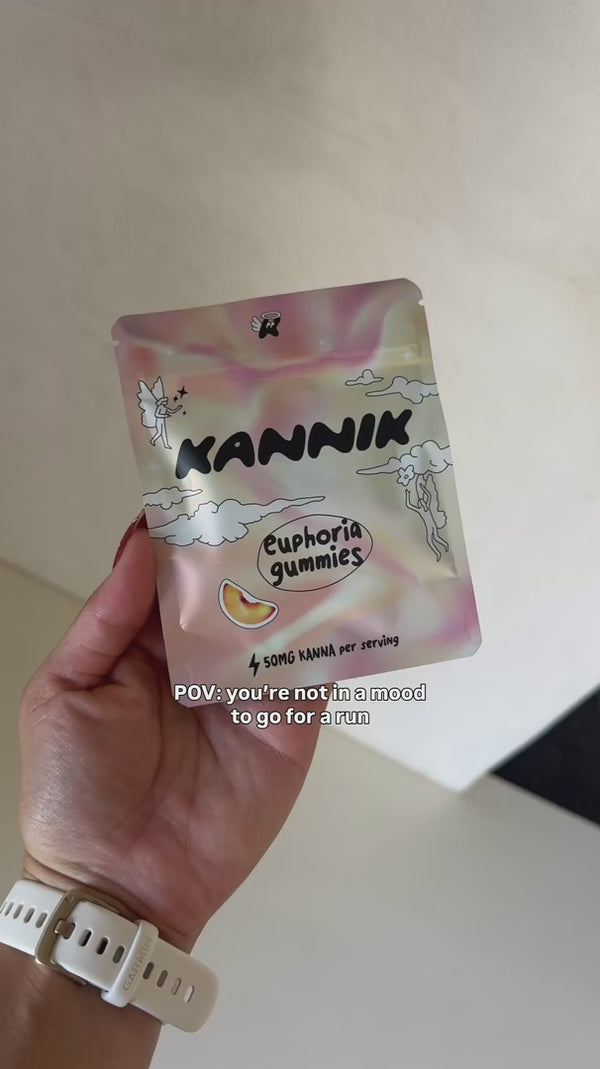 KANNIK
euphoria
gummies
50MG KANNA per serving
POV: you're not in a mood
to go for a run
GARMIN